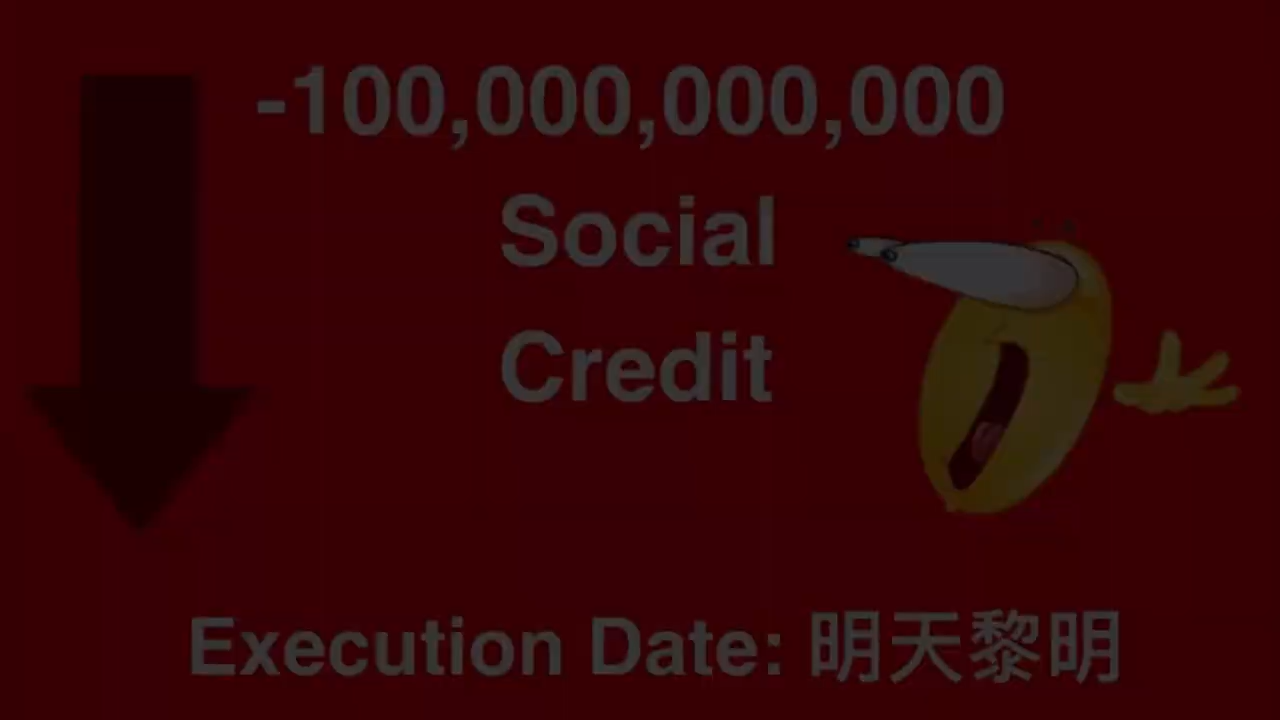 -100,000,000,000
Social
Credit
Execution Date: 明天黎明